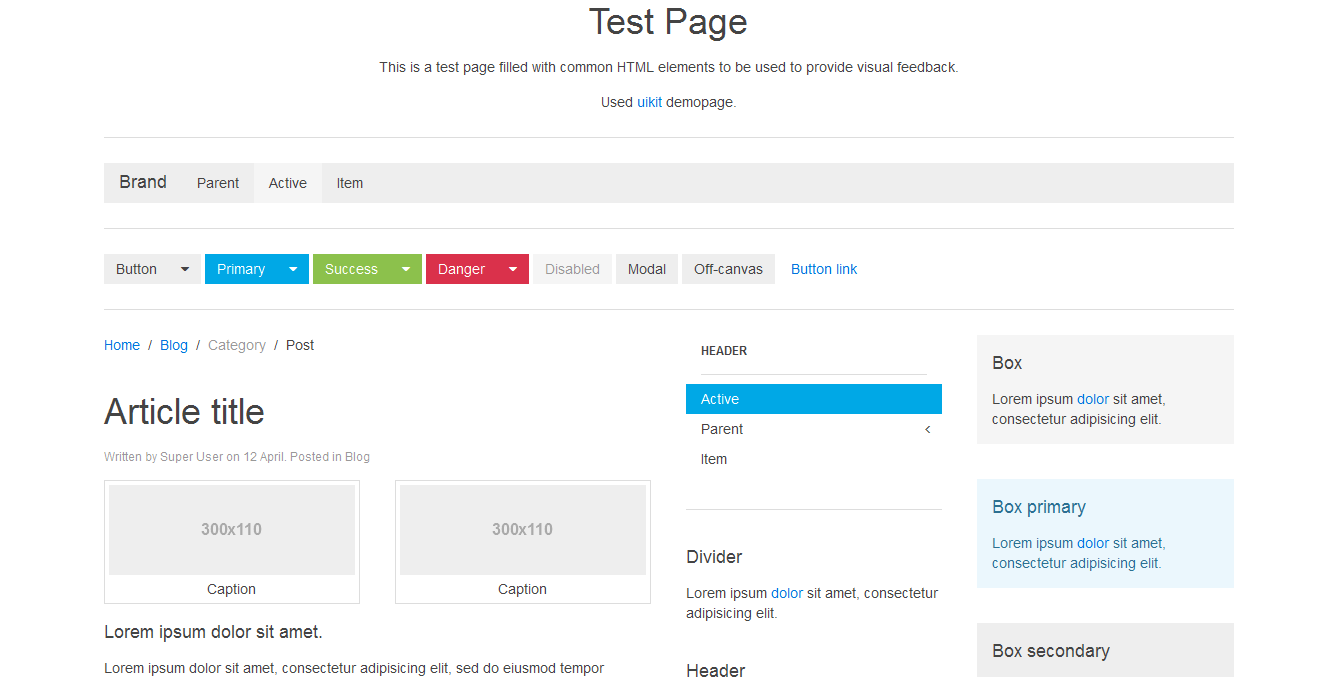 Test Page
This is a test page filled with common HTML elements to be used to provide visual feedback.
Used uikit demopage.
Brand Parent Active Item
Button Primary Success Danger Disabled Modal Off-canvas Button link
Home / Blog / Category / Post
Article title
Written by Super User on 12 April. Posted in Blog
300x110 300x110
Caption Caption
Lorem ipsum dolor sit amet.
Lorem ipsum dolor sit amet, consectetur adipisicing elit, sed do eiusmod tempor
HEADER
Active
Parent
Item
Divider
Lorem ipsum dolor sit amet, consectetur
adipisicing elit.
Header
Box
Lorem ipsum dolor sit amet,
consectetur adipisicing elit.
Box primary
Lorem ipsum dolor sit amet,
consectetur adipisicing elit.
Box secondary